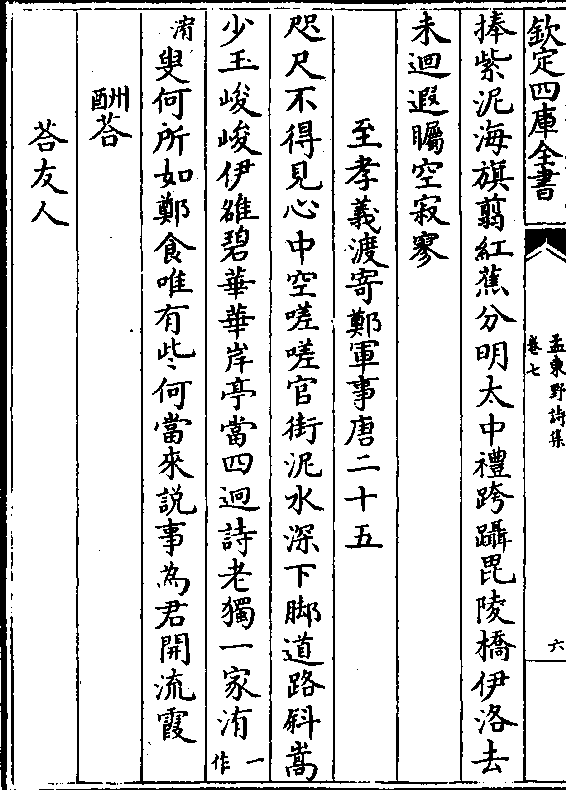 欽定四庫全書
孟東野詩集
卷七
六
捧紫泥海旗翦紅蕉分明太中禮跨躡毘陵橋伊洛去
未迴遐矚空寂寥
至孝義渡寄鄭軍事唐二十五
咫尺不得見心中空嗟嗟官街泥水深下脚道路斜嵩
少玉峻峻伊雒碧華華岸亭當四迥詩老獨一家洧一作
湑叟何所如鄭食唯有些何當來説事為君開流霞
酬荅
荅友人